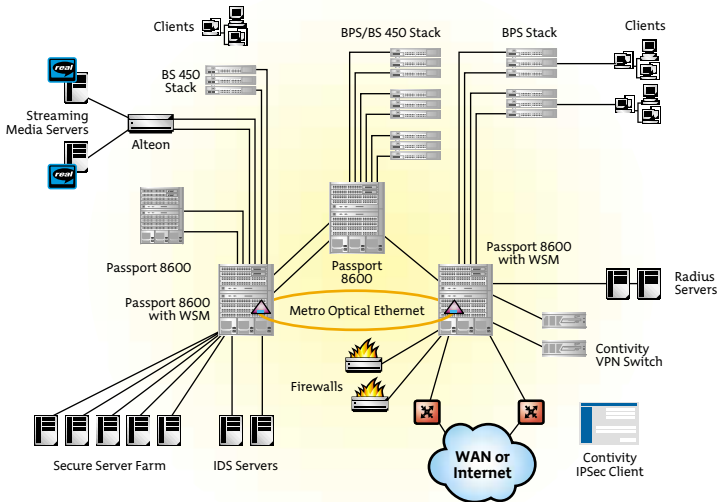 Clients
BPS/BS 450 Stack
BPS Stack
Clients
real
BS 450
Stack
Streaming
Media Servers
Alteon
real
Passport 8600
Passport
8600
Passport 8600
with WSM
Passport 8600
with WSM
Radius
Servers
Metro Optical Ethernet
Firewalls
Contivity
VPN Switch
Secure Server Farm
IDS Servers
WAN or
Internet
Contivity
IPSec Client